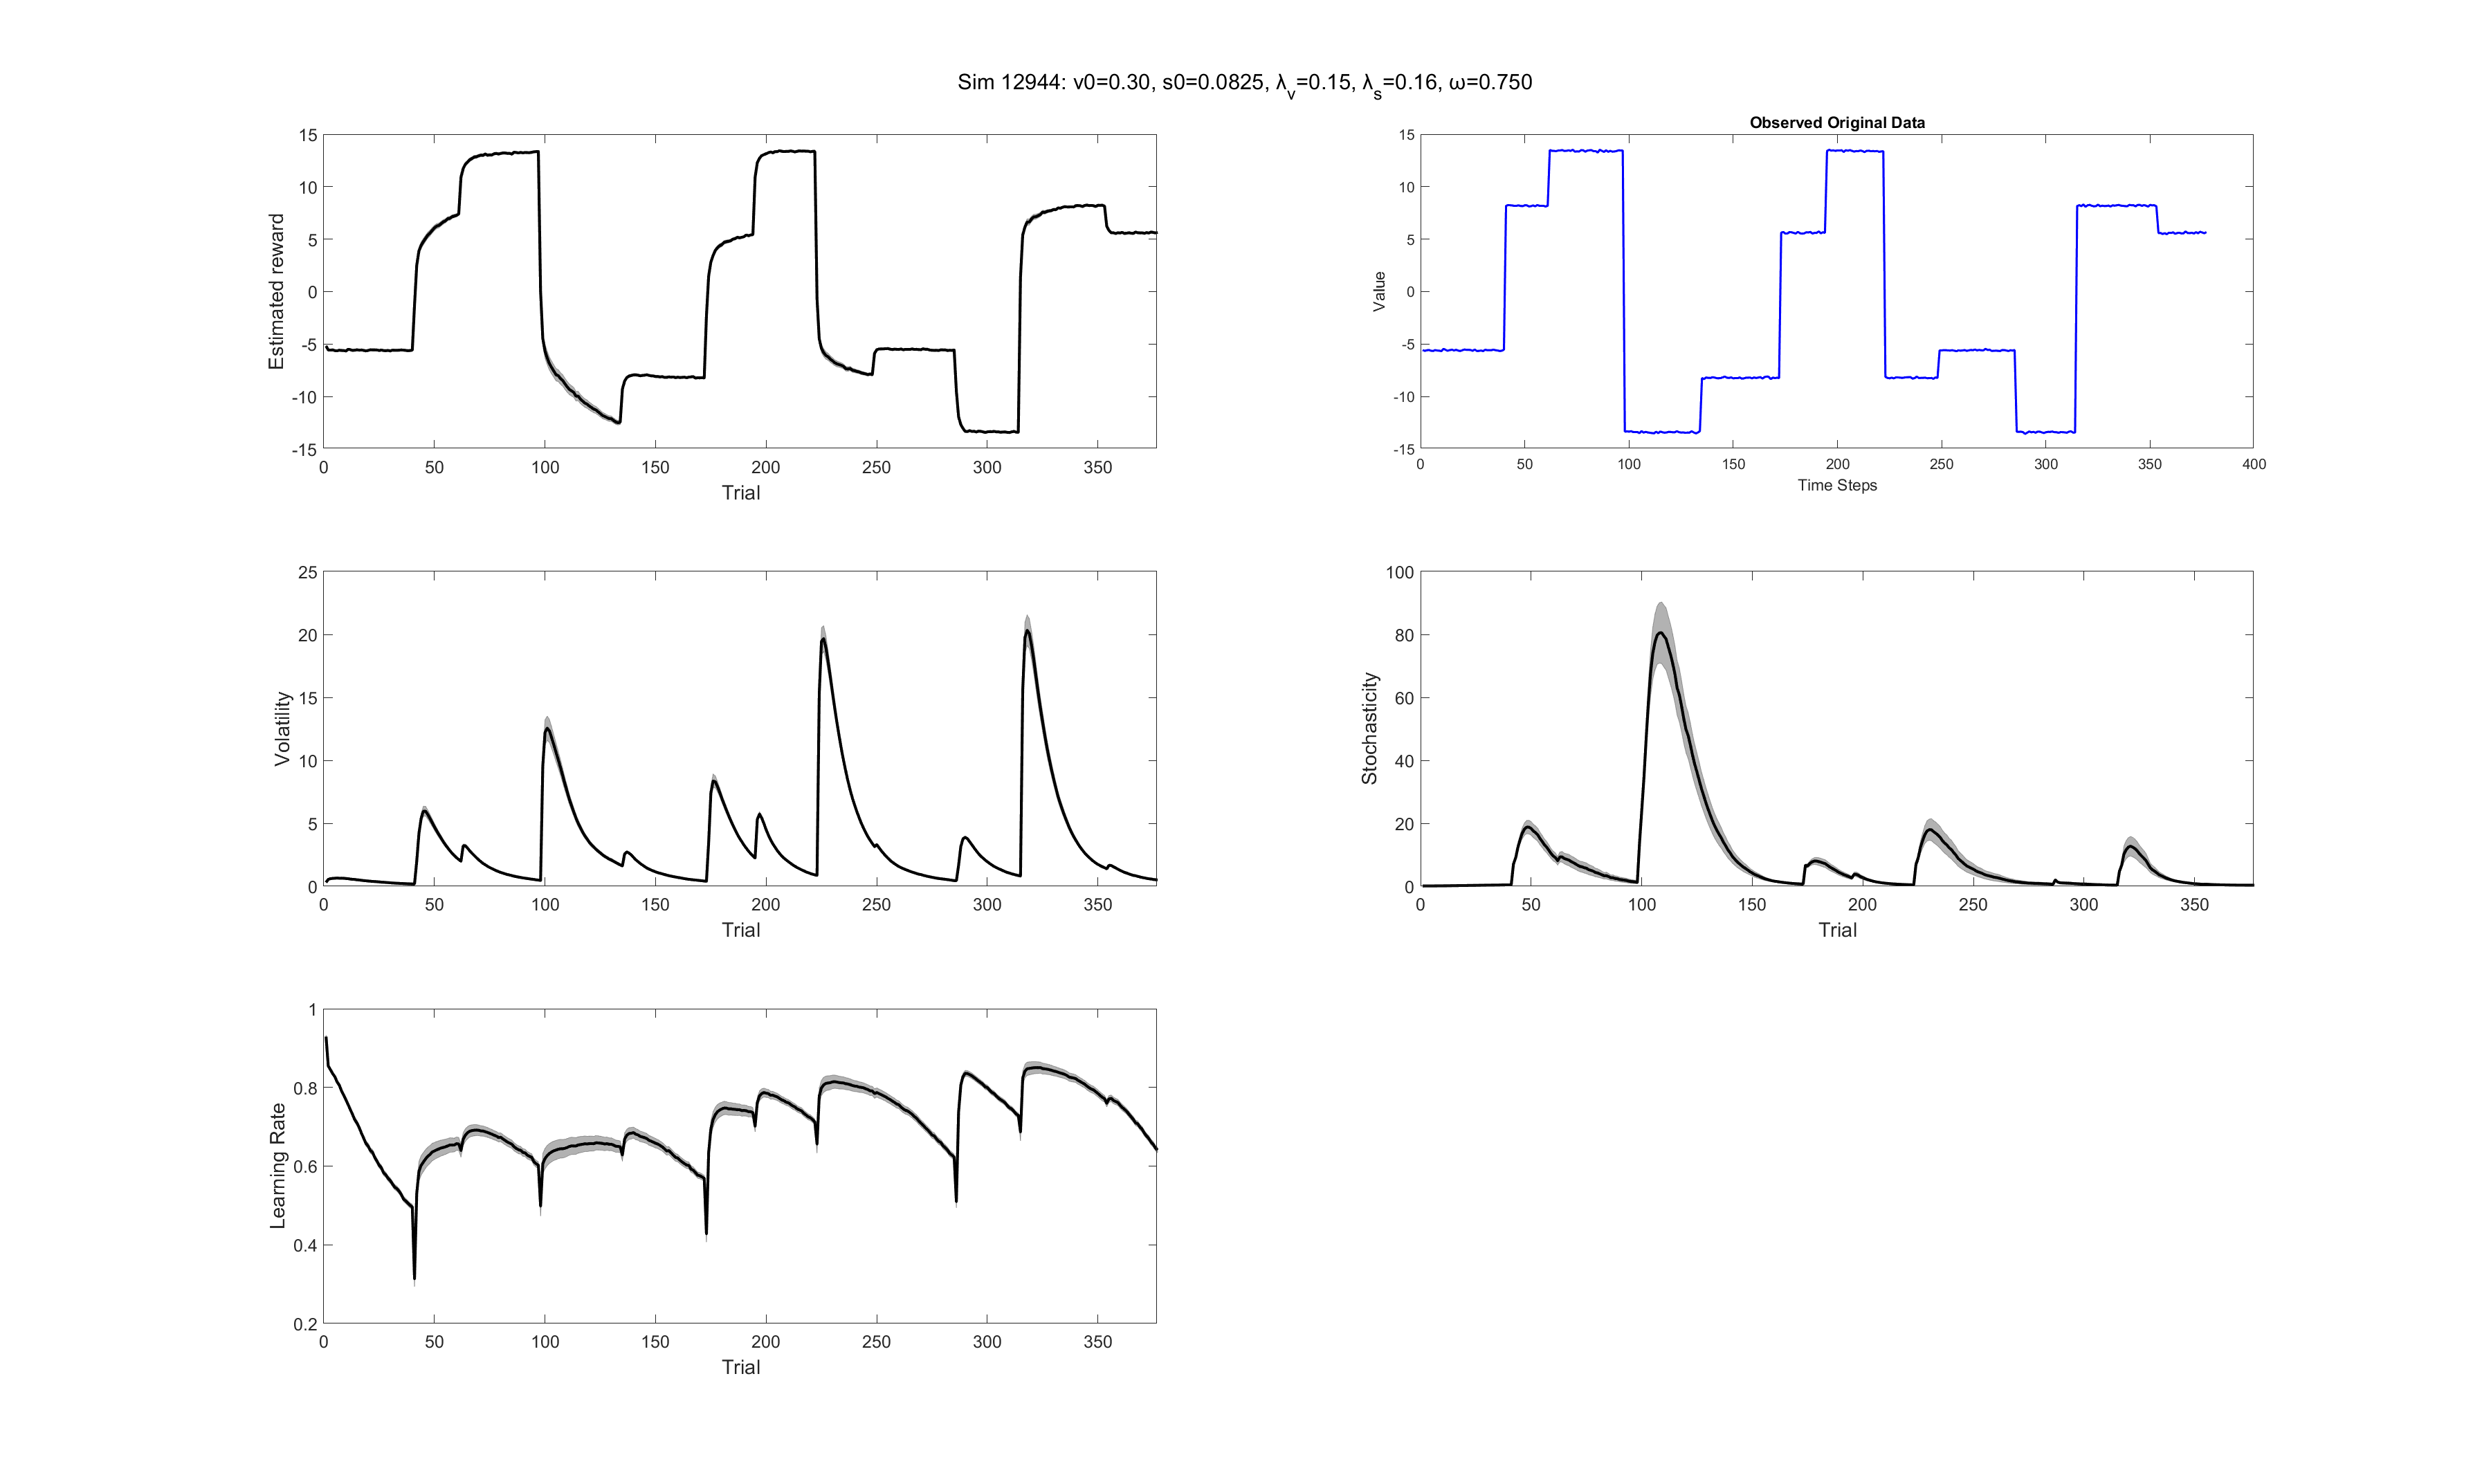 Sim 12944: v0=0.30, s0=0.0825, λv=0.15, λs=0.16, ω=0.750
15
10
5
0
-5
-10
-15
Estimated reward
0 50 100 150 200 250 300 350
Trial
Observed Original Data
15
10
5
0
-5
-10
-15
Value
0 50 100 150 200 250 300 350 400
Time Steps
25
20
15
10
5
0
Volatility
0 50 100 150 200 250 300 350
Trial
100
80
60
40
20
0
Stochasticity
0 50 100 150 200 250 300 350
Trial
1
0.8
0.6
0.4
0.2
Learning Rate
0 50 100 150 200 250 300 350
Trial